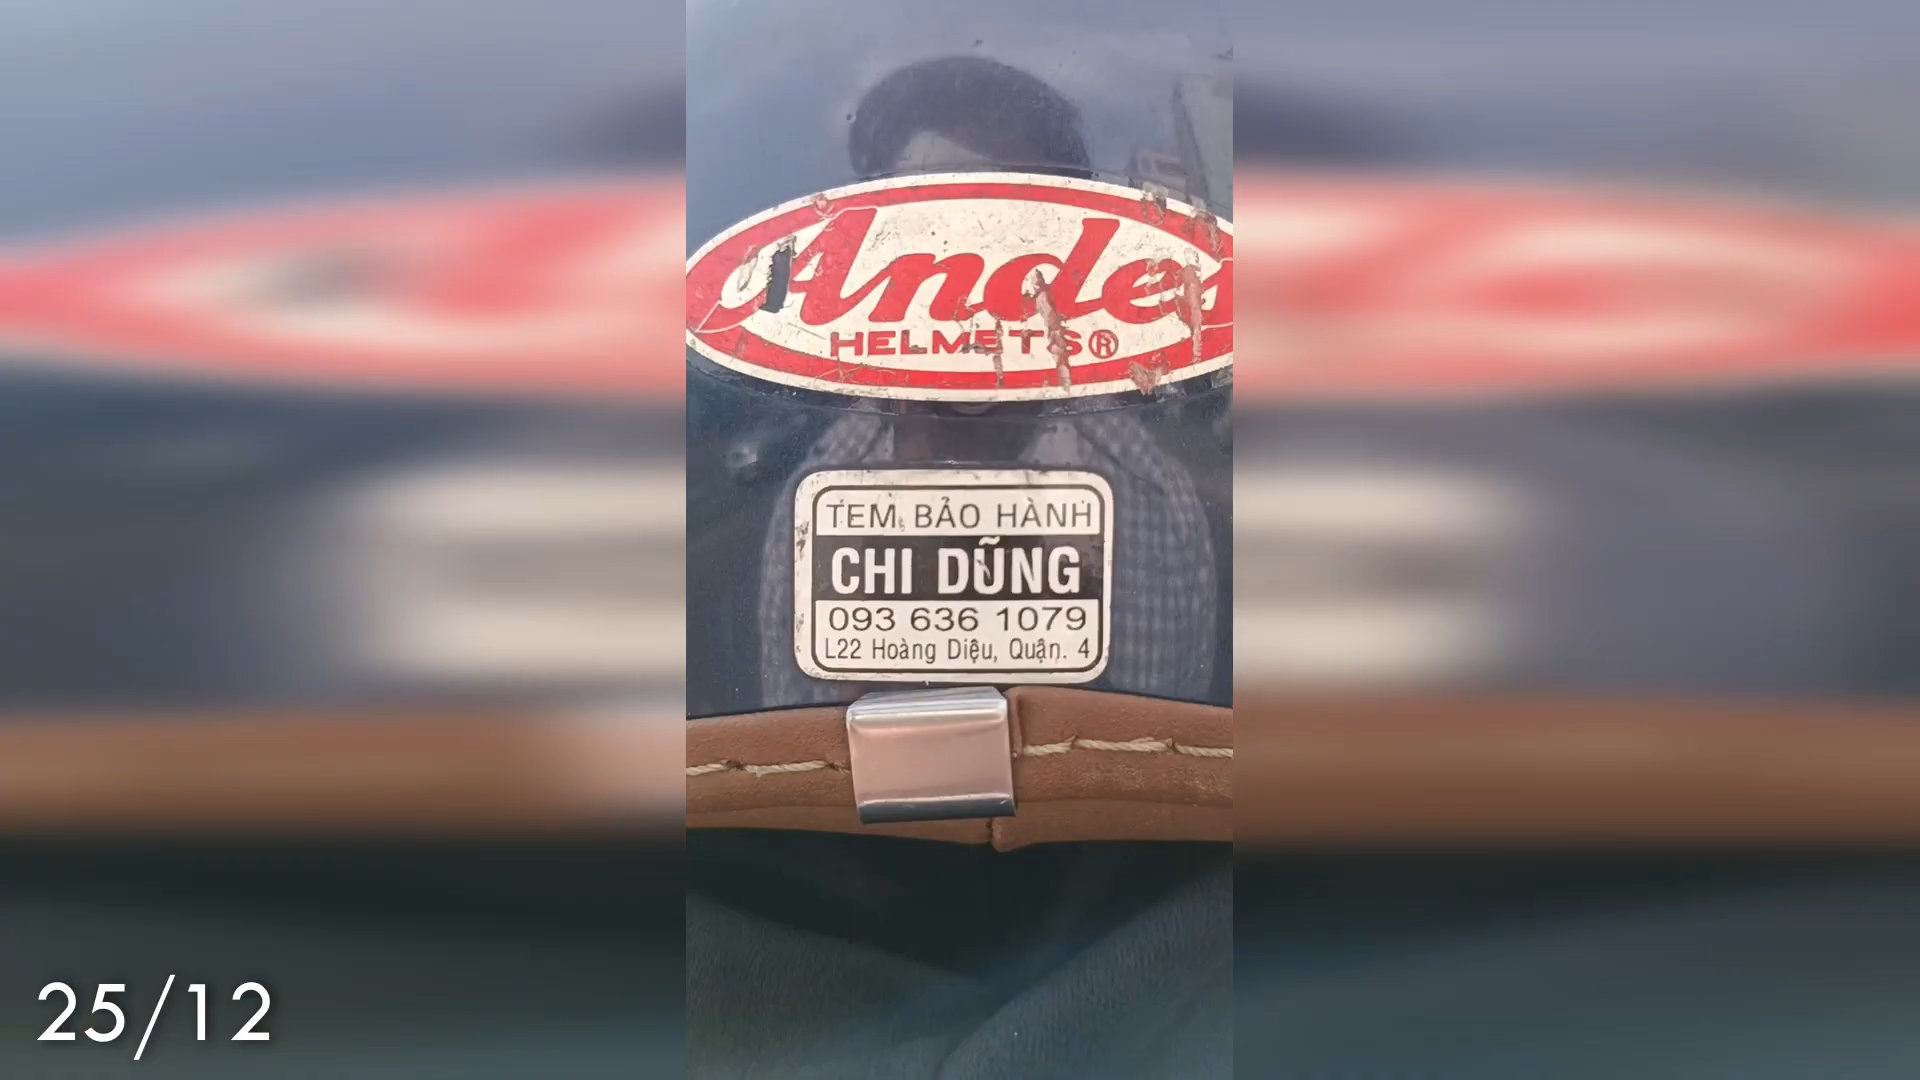 Andes
HELMETS®
TEM BẢO HÀNH
CHI DŨNG
093 636 1079
L22 Hoàng Diệu, Quận. 4
25/12